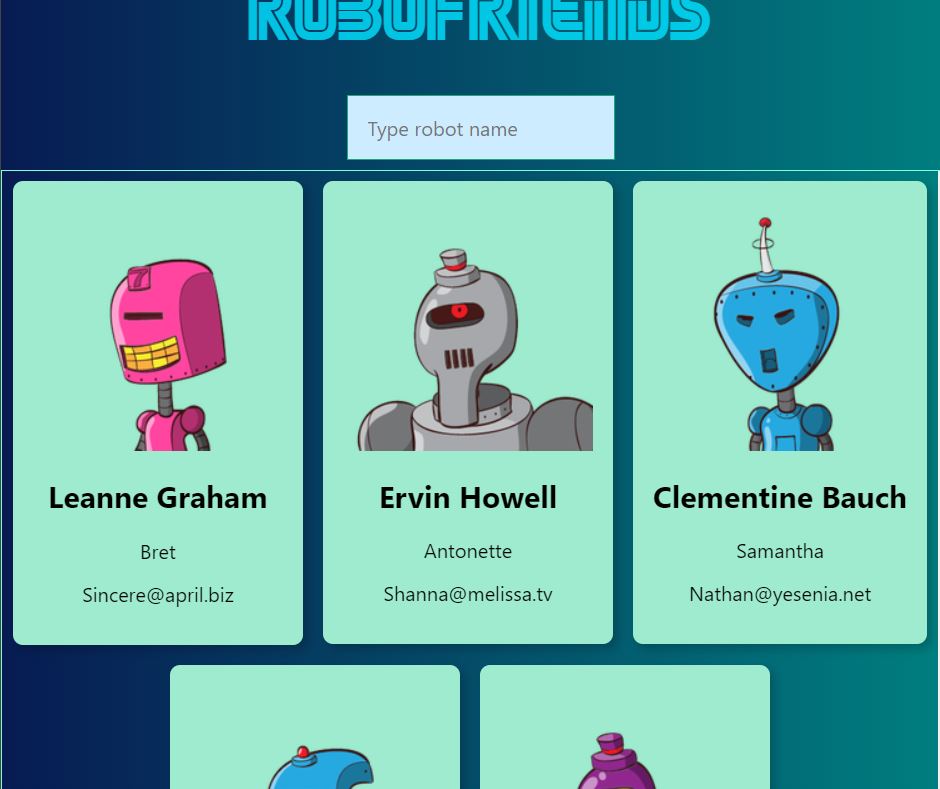 ROBOFRIENDS
Type robot name
7
Leanne Graham
Ervin Howell
Clementine Bauch
Bret
Antonette
Samantha
Sincere@april.biz
Shanna@melissa.tv
Nathan@yesenia.net